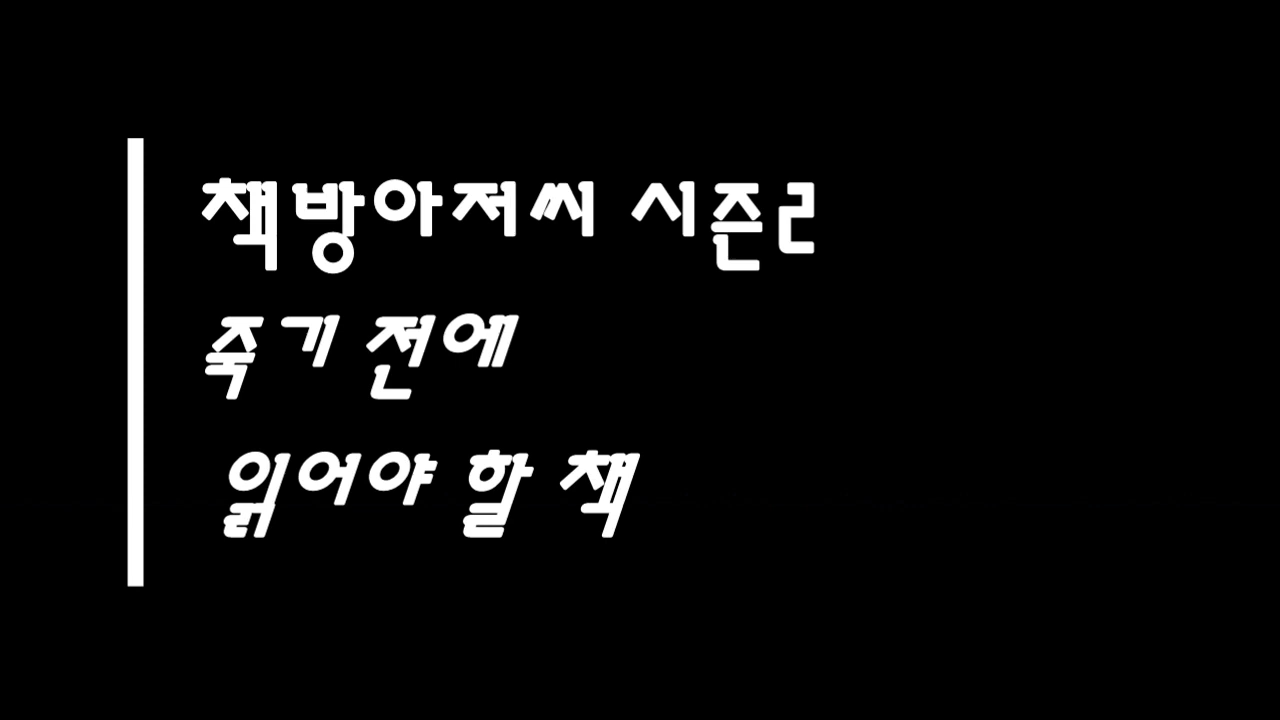 책방아저씨 시즌2
죽기 전에
읽어야 할 책